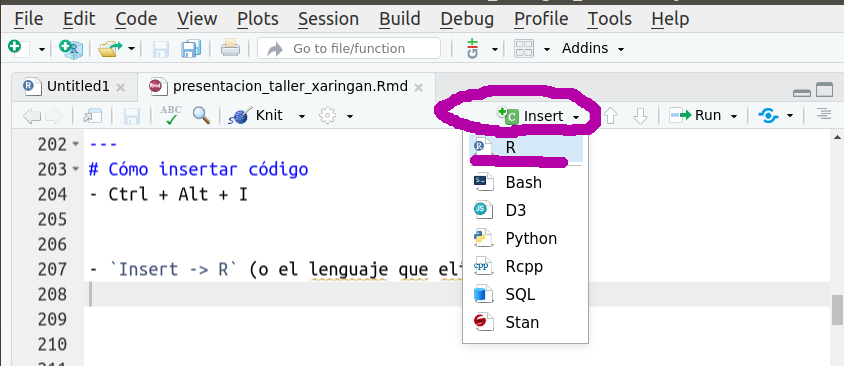 File Edit Code View Plots Session Build Debug Profile Tools Help
Go to file/function Git Addins
Untitled1 presentacion_taller_xaringan.Rmd
ABC Knit C Insert Run
202 ---
203 # Cómo insertar código
204 - Ctrl + Alt + I
205
206
207 - `Insert -> R` (o el lenguaje que
208
209
210
R
Bash
D3
Python
Rcpp
SQL
Stan